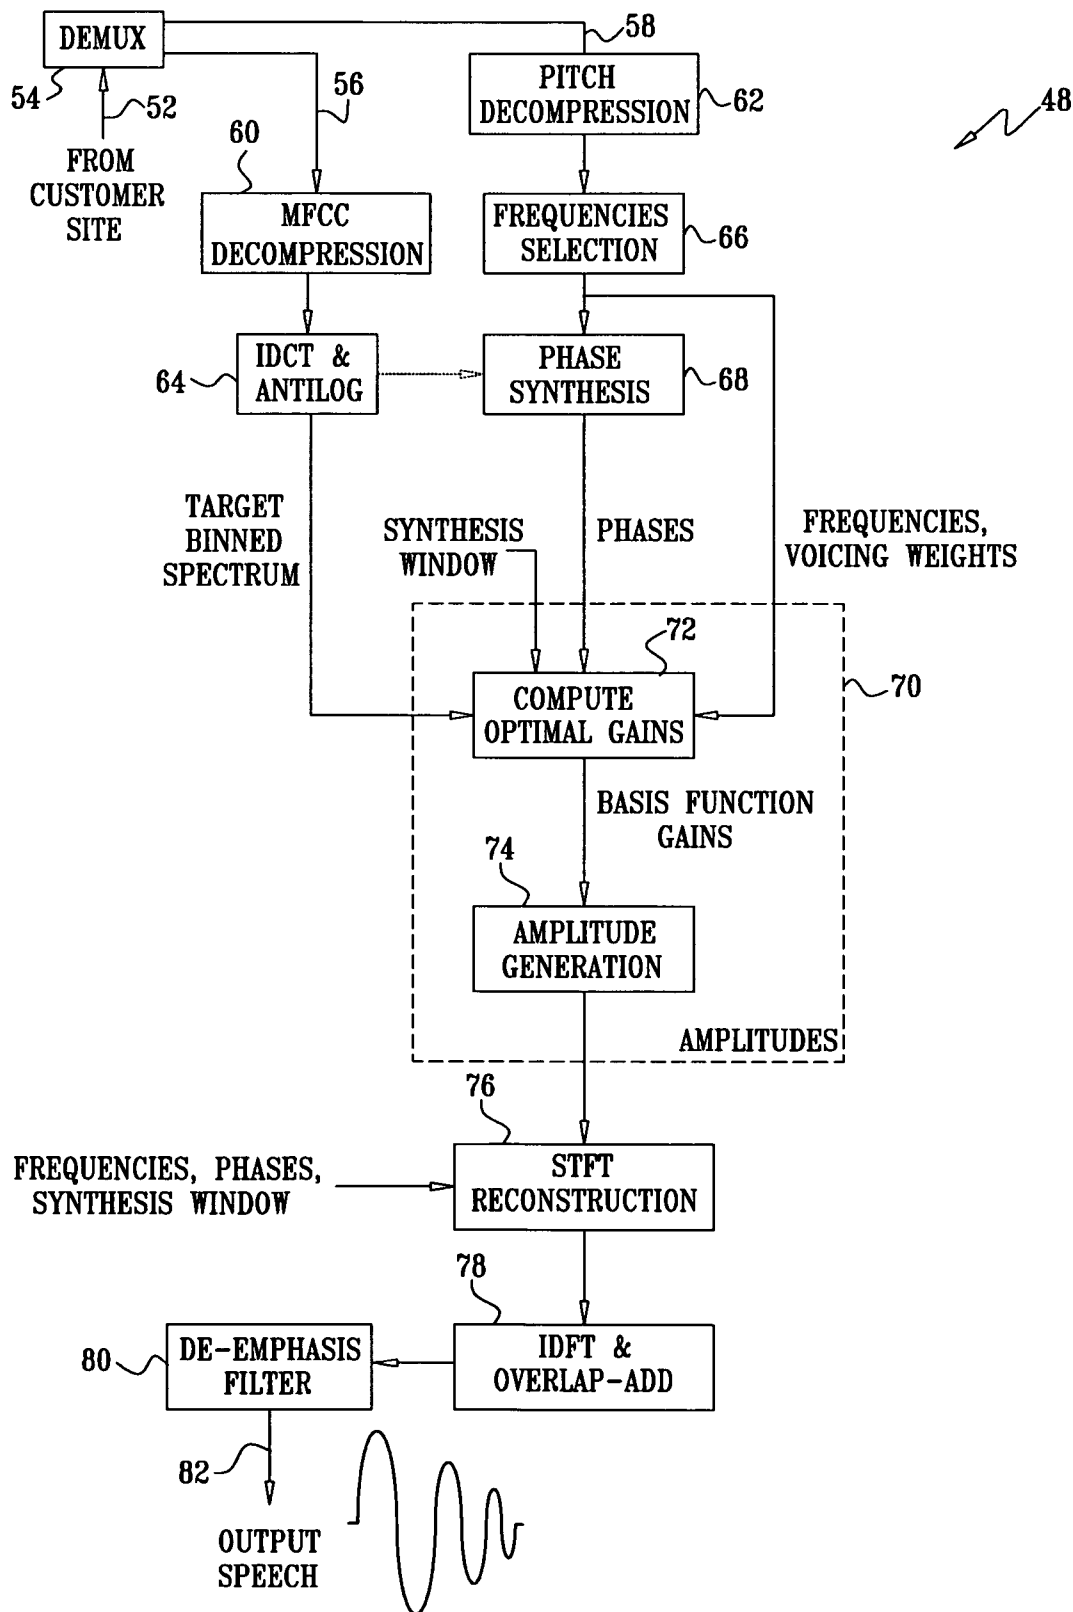 DEMUX
54
52
FROM
CUSTOMER
SITE
56
58
PITCH
DECOMPRESSION
62
48
60
MFCC
DECOMPRESSION
FREQUENCIES
SELECTION
66
IDCT &
ANTILOG
64
PHASE
SYNTHESIS
68
TARGET
BINNED
SPECTRUM
SYNTHESIS
WINDOW
PHASES
FREQUENCIES,
VOICING WEIGHTS
72
COMPUTE
OPTIMAL GAINS
70
BASIS FUNCTION
GAINS
74
AMPLITUDE
GENERATION
AMPLITUDES
76
FREQUENCIES, PHASES,
SYNTHESIS WINDOW
STFT
RECONSTRUCTION
78
IDFT &
OVERLAP-ADD
DE-EMPHASIS
FILTER
80
82
OUTPUT
SPEECH